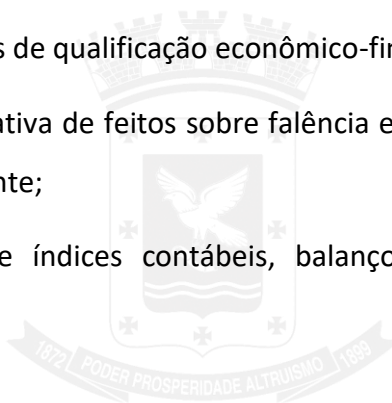 s de qualificação econômico-fin
ativa de feitos sobre falência e
nte;
e índices contábeis, balanço
1872 PODER PROSPERIDADE ALTRUISMO 1899